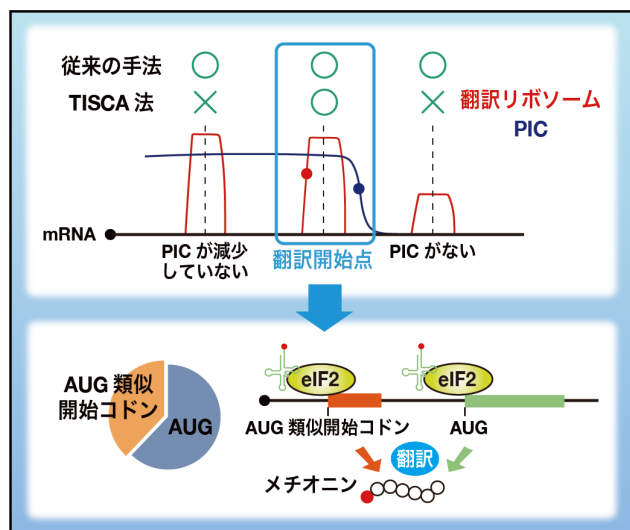 従来の手法
TISCA 法
翻訳リボソーム
PIC
mRNA
PIC が減少
していない
翻訳開始点
PIC がない
AUG 類似
開始コドン
AUG
eIF2
eIF2
AUG 類似開始コドン
AUG
翻訳
メチオニン